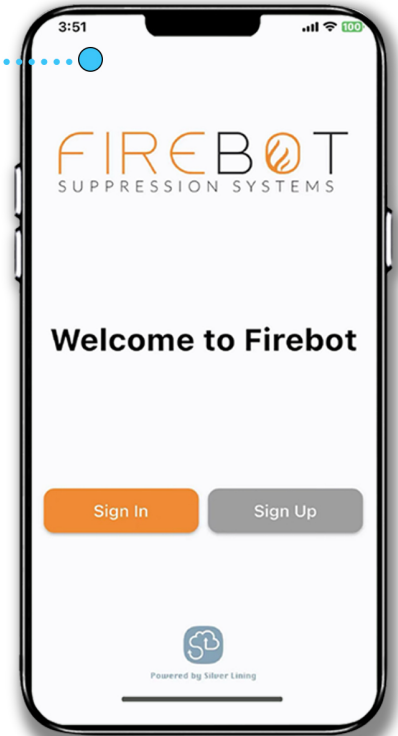 3:51
100
FIREBOT
SUPPRESSION SYSTEMS
Welcome to Firebot
Sign In
Sign Up
Powered by Silver Lining